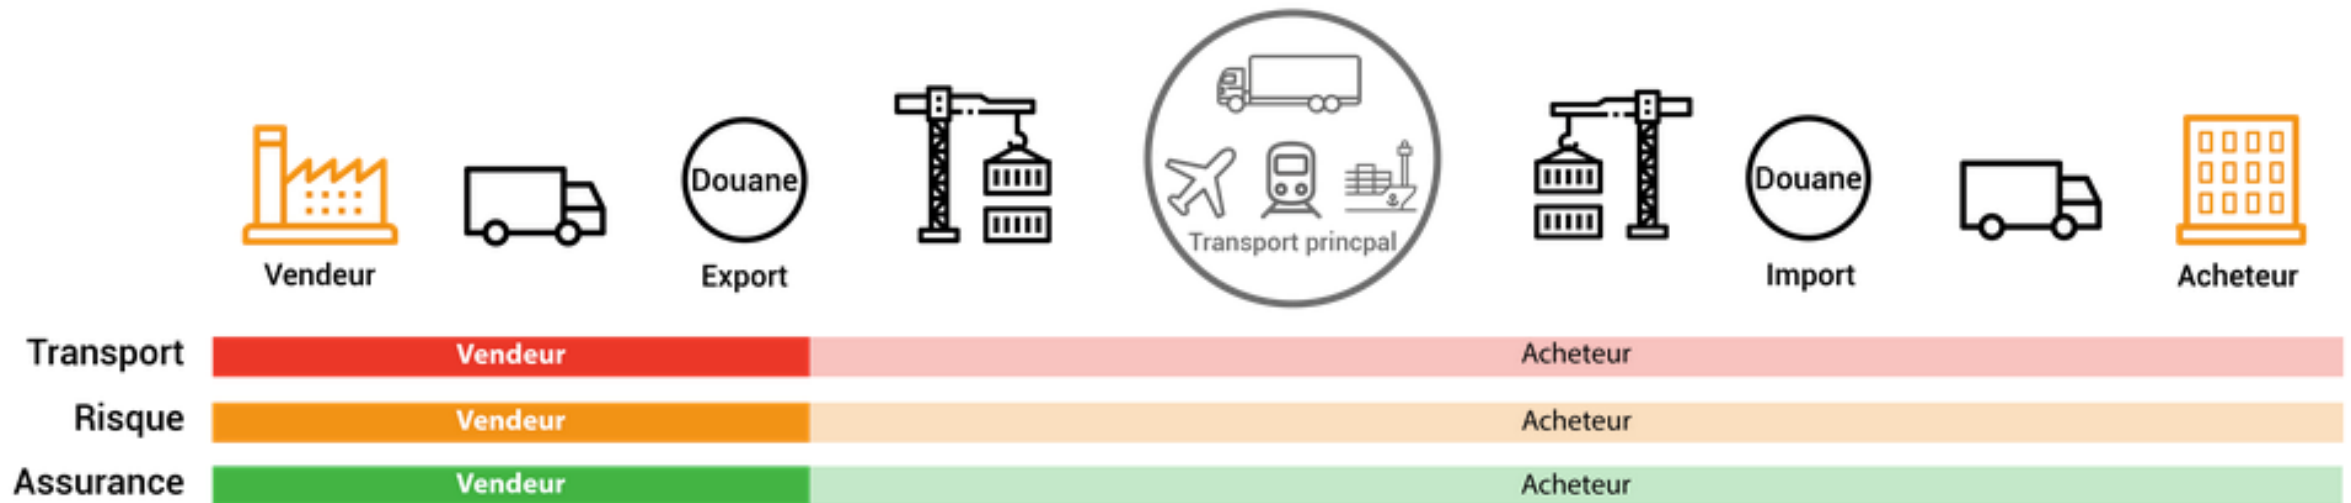 Douane
Douane
Transport princpal
Vendeur
Export
Import
Acheteur
Transport Vendeur Acheteur
Risque Vendeur Acheteur
Assurance Vendeur Acheteur